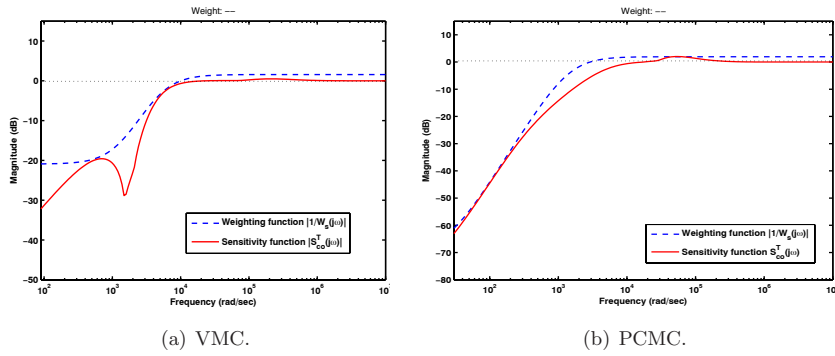 Weight: −−
10
0
−10
−20
−30
−40
−50
Magnitude (dB)
10^2
10^3
10^4
10^5
10^6
10^7
Frequency (rad/sec)
Weighting function |1/W_s(jω)|
Sensitivity function |S_co^T(jω)|
(a) VMC.
Weight: −−
10
0
−10
−20
−30
−40
−50
−60
−70
−80
Magnitude (dB)
10^2
10^3
10^4
10^5
10^6
10^7
Frequency (rad/sec)
Weighting function |1/W_s(jω)|
Sensitivity function S_co^T(jω)
(b) PCMC.